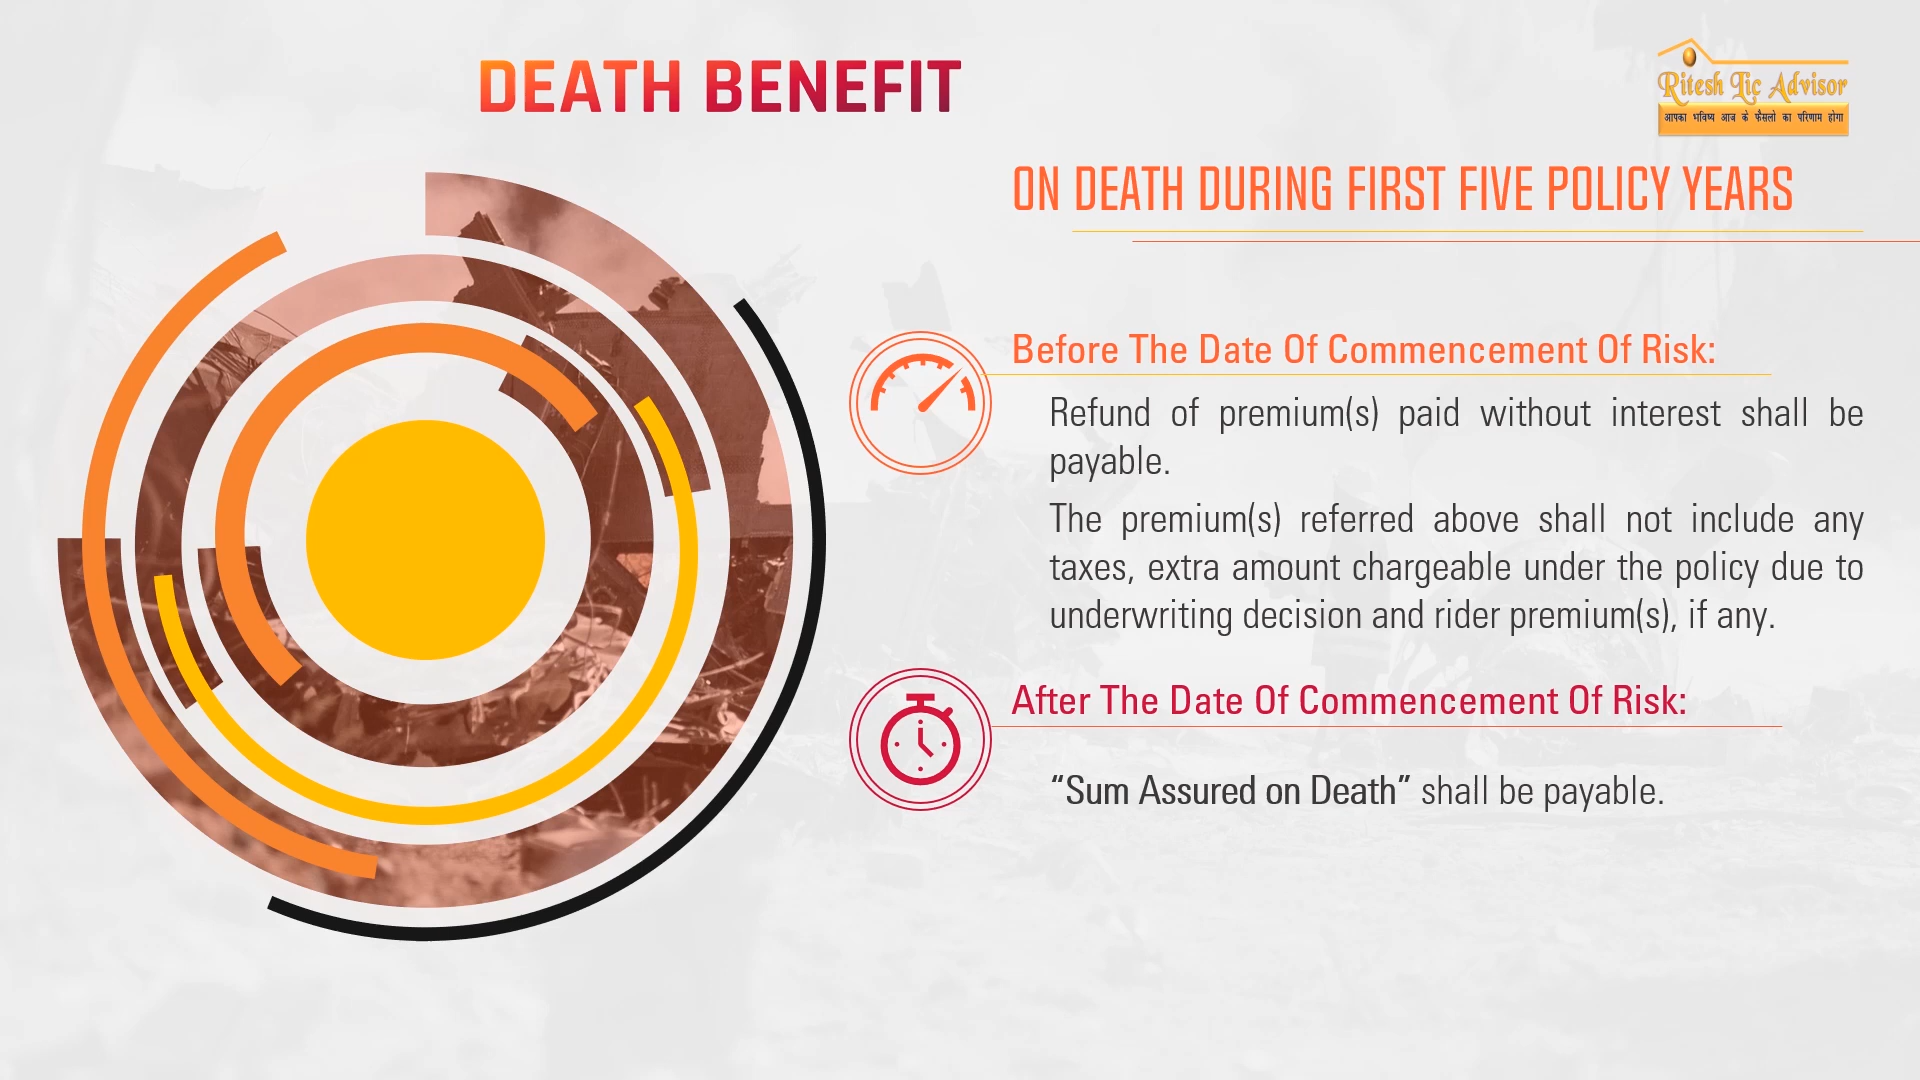 DEATH BENEFIT
Ritesh Lic Advisor
आपका भविष्य आज के फैसलो का परिणाम होगा
ON DEATH DURING FIRST FIVE POLICY YEARS
Before The Date Of Commencement Of Risk:
Refund of premium(s) paid without interest shall be
payable.
The premium(s) referred above shall not include any
taxes, extra amount chargeable under the policy due to
underwriting decision and rider premium(s), if any.
After The Date Of Commencement Of Risk:
“Sum Assured on Death” shall be payable.